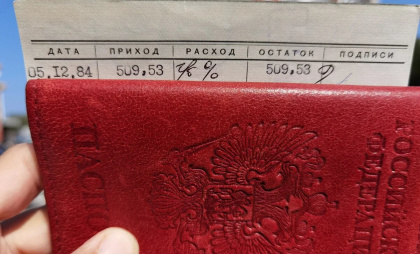 ДАТА ПРИХОД РАСХОД ОСТАТОК ПОДПИСИ
05.12.84 509,53 % 509,53
РОССИЙСКАЯ
ФЕДЕРАЦИЯ
ПАСПОРТ